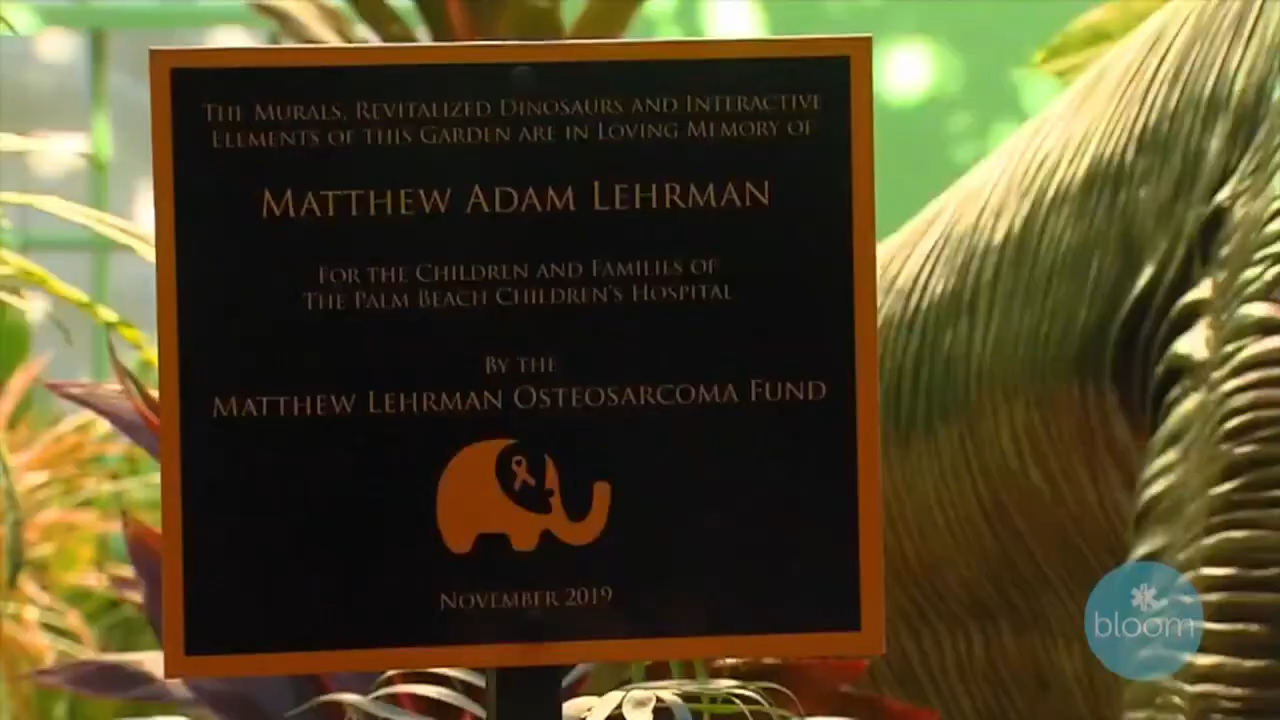 The Murals, Revitalized Dinosaurs and Interactive
Elements of this Garden are in Loving Memory of
Matthew Adam Lehrman
For the Children and Families of
The Palm Beach Children's Hospital
By the
Matthew Lehrman Osteosarcoma Fund
November 2019
bloom